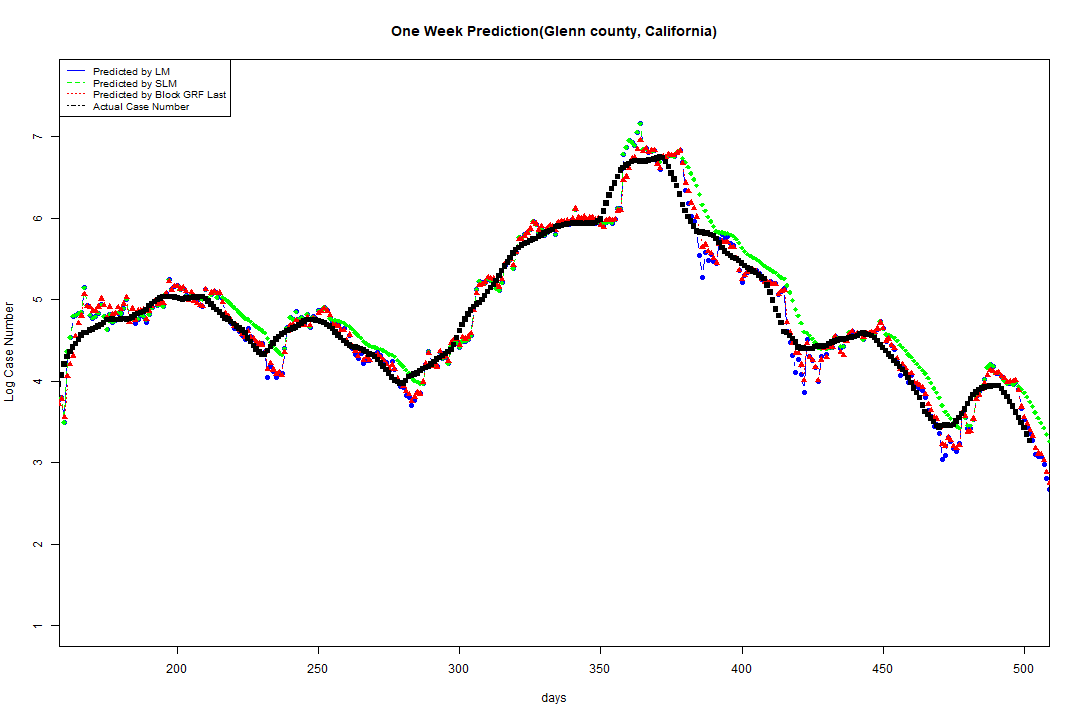 One Week Prediction(Glenn county, California)
Predicted by LM
Predicted by SLM
Predicted by Block GRF Last
Actual Case Number
Log Case Number
7
6
5
4
3
2
1
200 250 300 350 400 450 500
days